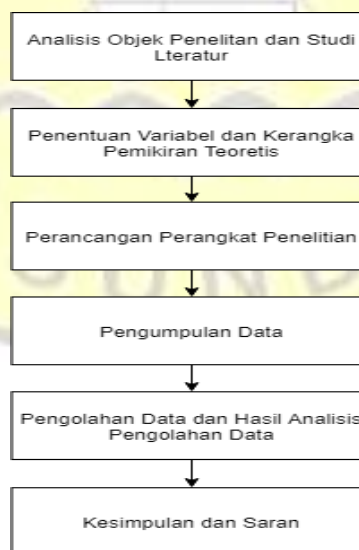 Analisis Objek Penelitan dan Studi
Lteratur
Penentuan Variabel dan Kerangka
Pemikiran Teoretis
Perancangan Perangkat Penelitian
Pengumpulan Data
Pengolahan Data dan Hasil Analisis
Pengolahan Data
Kesimpulan dan Saran